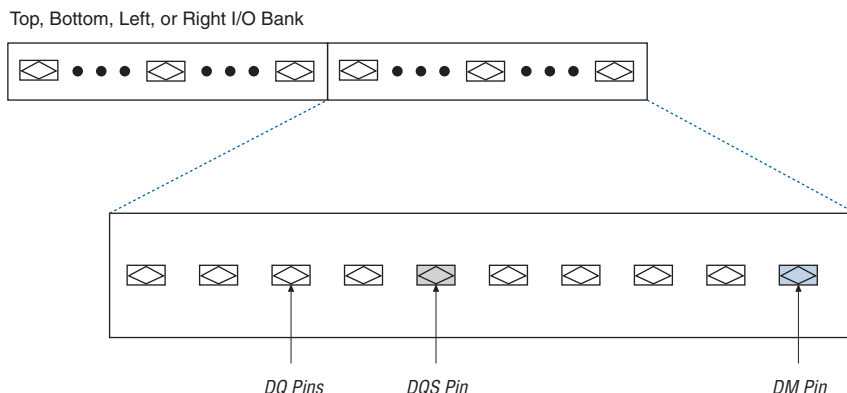 Top, Bottom, Left, or Right I/O Bank
DQ Pins
DQS Pin
DM Pin